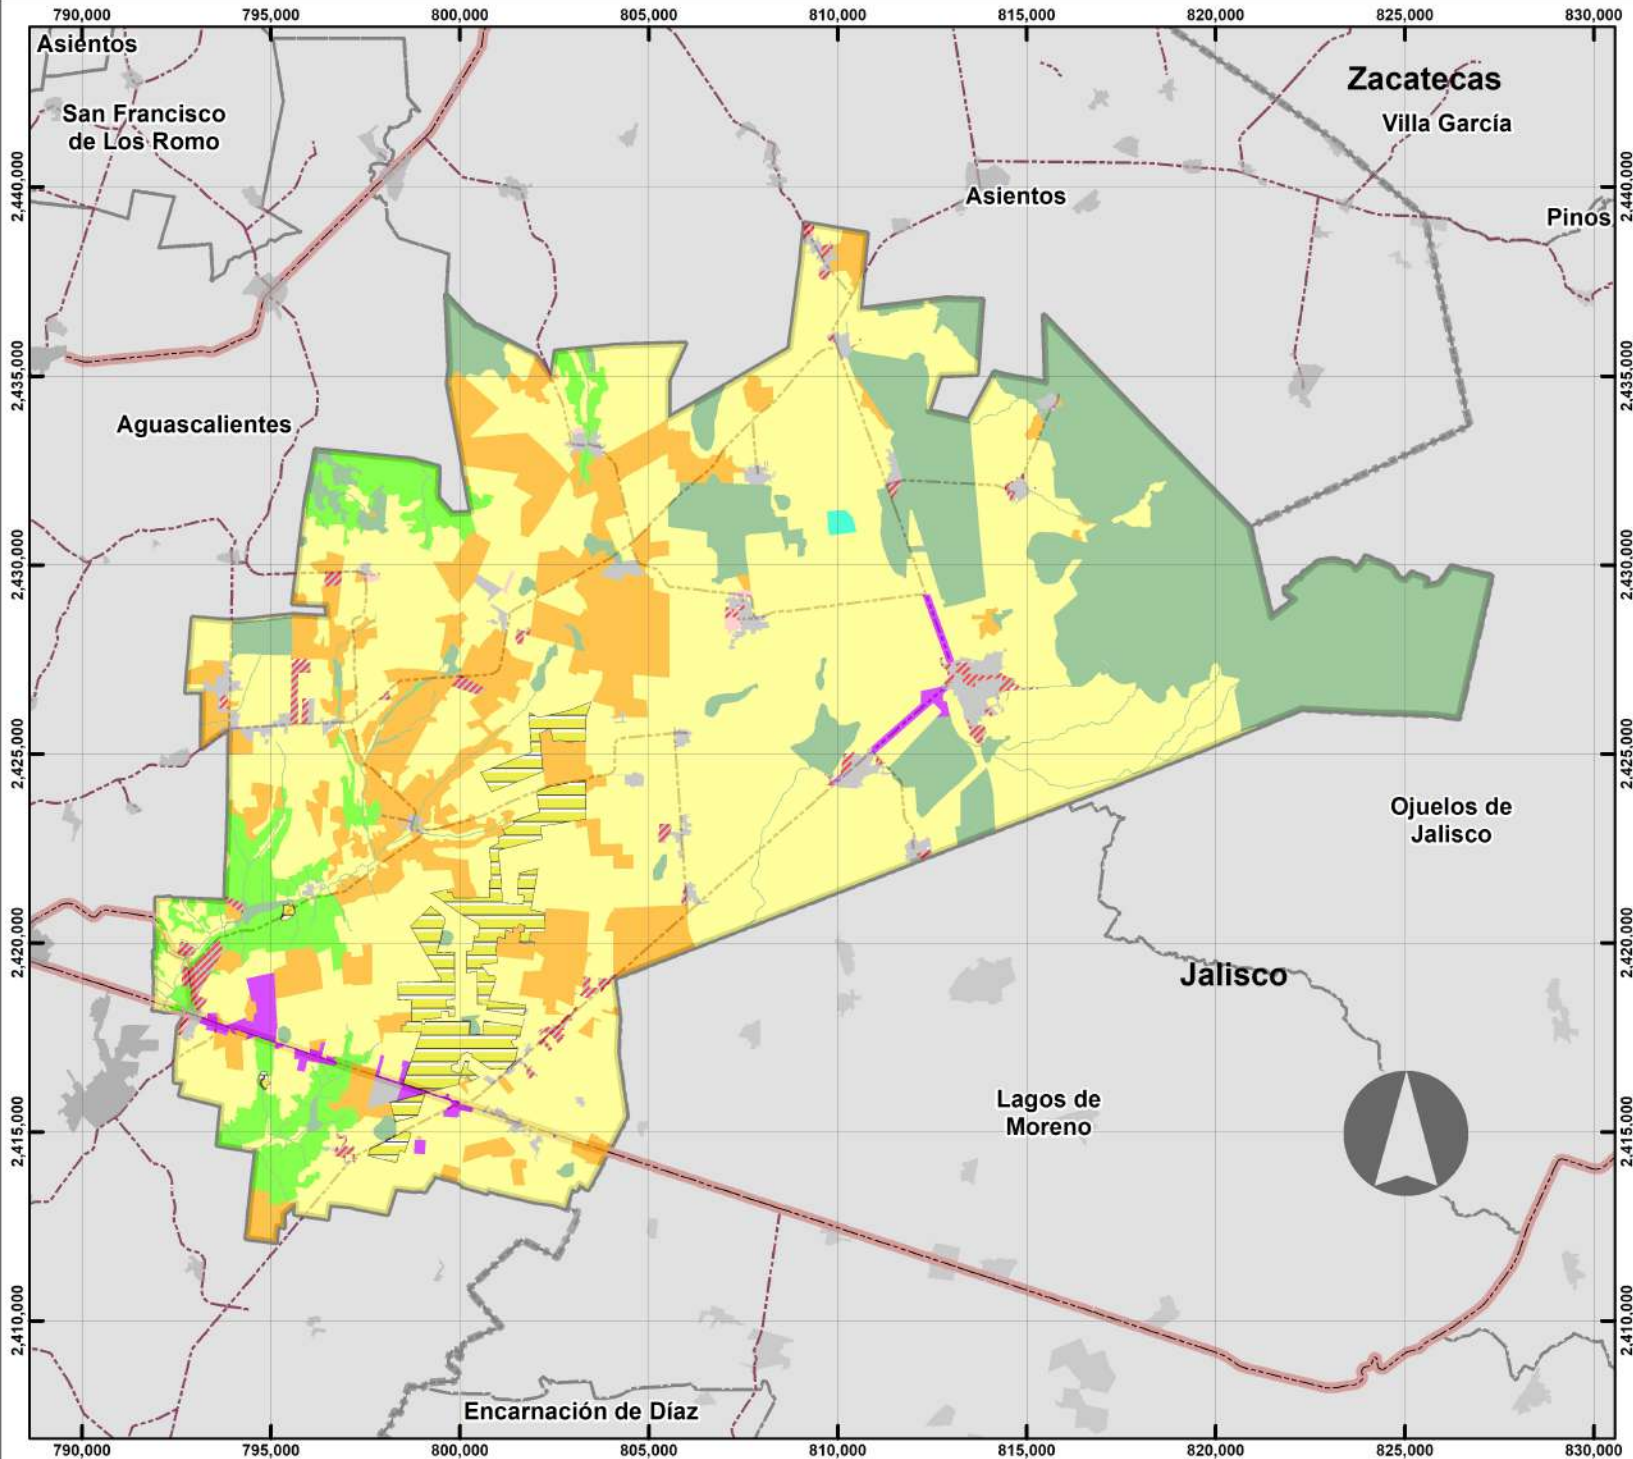 790,000 795,000 800,000 805,000 810,000 815,000 820,000 825,000 830,000
Asientos
Zacatecas
San Francisco
de Los Romo
Villa García
2,440,000
2,440,000
Asientos
Pinos
2,435,000
2,435,000
Aguascalientes
2,430,000
2,430,000
2,425,000
2,425,000
Ojuelos de
Jalisco
2,420,000
2,420,000
Jalisco
Lagos de
Moreno
2,415,000
2,415,000
2,410,000
2,410,000
Encarnación de Díaz
790,000 795,000 800,000 805,000 810,000 815,000 820,000 825,000 830,000